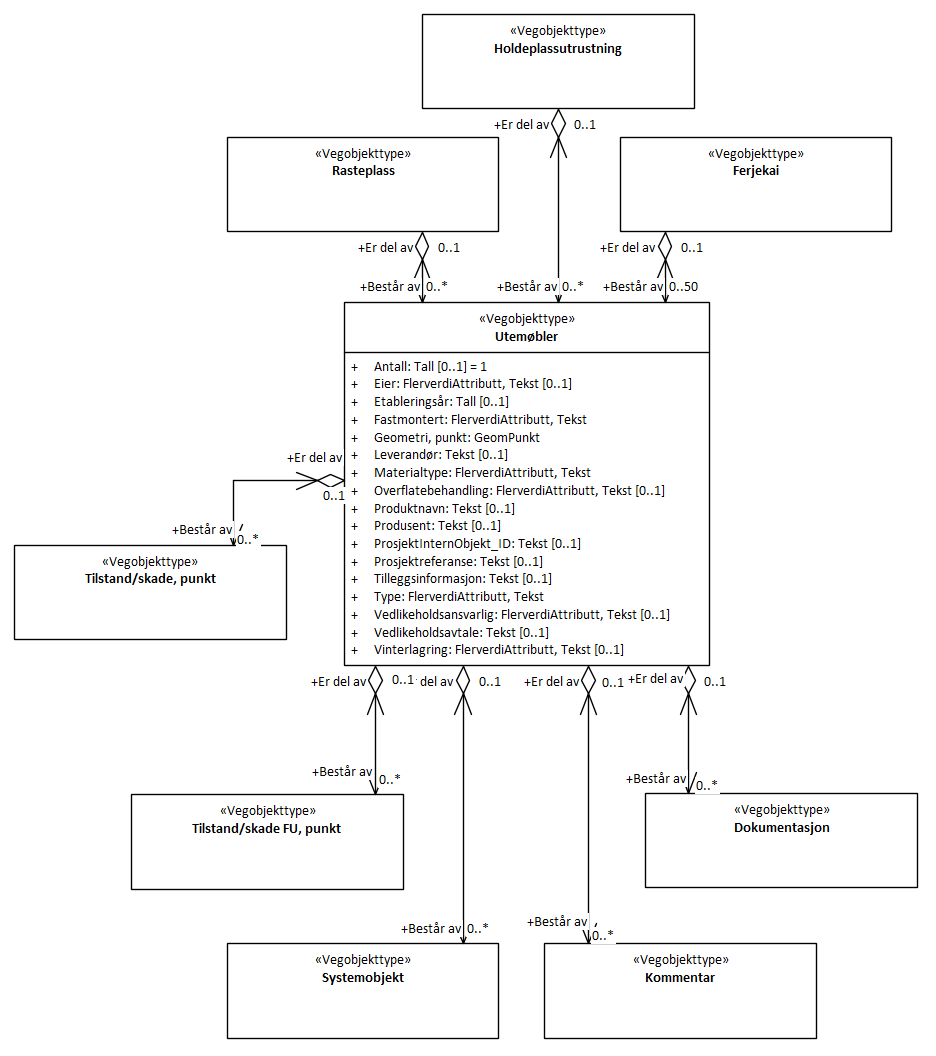 «Vegobjekttype»
Holdeplassutrustning
+Er del av 0..1
«Vegobjekttype»
Rasteplass
«Vegobjekttype»
Ferjekai
+Er del av 0..1
+Er del av 0..1
+Består av 0..*
+Består av 0..*
+Består av 0..50
«Vegobjekttype»
Utemøbler
+ Antall: Tall [0..1] = 1
+ Eier: FlerverdiAttributt, Tekst [0..1]
+ Etableringsår: Tall [0..1]
+ Fastmontert: FlerverdiAttributt, Tekst
+ Geometri, punkt: GeomPunkt
+ Leverandør: Tekst [0..1]
+ Materialtype: FlerverdiAttributt, Tekst
+ Overflatebehandling: FlerverdiAttributt, Tekst [0..1]
+ Produktnavn: Tekst [0..1]
+ Produsent: Tekst [0..1]
+ ProsjektInternObjekt_ID: Tekst [0..1]
+ Prosjektreferanse: Tekst [0..1]
+ Tilleggsinformasjon: Tekst [0..1]
+ Type: FlerverdiAttributt, Tekst
+ Vedlikeholdsansvarlig: FlerverdiAttributt, Tekst [0..1]
+ Vedlikeholdsavtale: Tekst [0..1]
+ Vinterlagring: FlerverdiAttributt, Tekst [0..1]
+Er del av
0..1
+Består av
0..*
«Vegobjekttype»
Tilstand/skade, punkt
+Er del av 0..1
del av 0..1
+Er del av 0..1
+Er del av 0..1
+Består av
0..*
+Består av
0..*
«Vegobjekttype»
Tilstand/skade FU, punkt
«Vegobjekttype»
Dokumentasjon
+Består av 0..*
+Består av
0..*
«Vegobjekttype»
Systemobjekt
«Vegobjekttype»
Kommentar